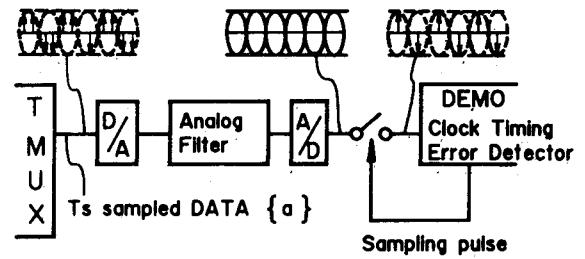 T
M
U
X
D/A
Analog
Filter
A/D
DEMO
Clock Timing
Error Detector
Ts sampled DATA {a}
Sampling pulse